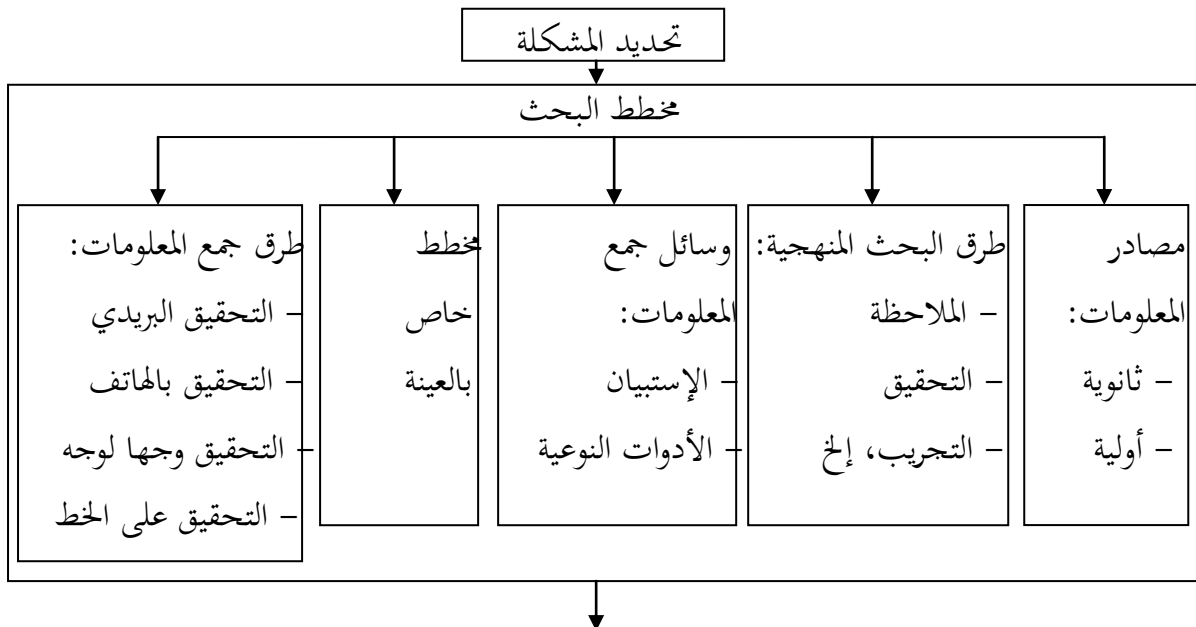 تحديد المشكلة
مخطط البحث
مصادر
المعلومات:
– ثانوية
– أولية
طرق البحث المنهجية:
– الملاحظة
– التحقيق
– التجريب، إلخ
وسائل جمع
المعلومات:
– الإستبيان
– الأدوات النوعية
مخطط
خاص
بالعينة
طرق جمع المعلومات:
– التحقيق البريدي
– التحقيق بالهاتف
– التحقيق وجها لوجه
– التحقيق على الخط